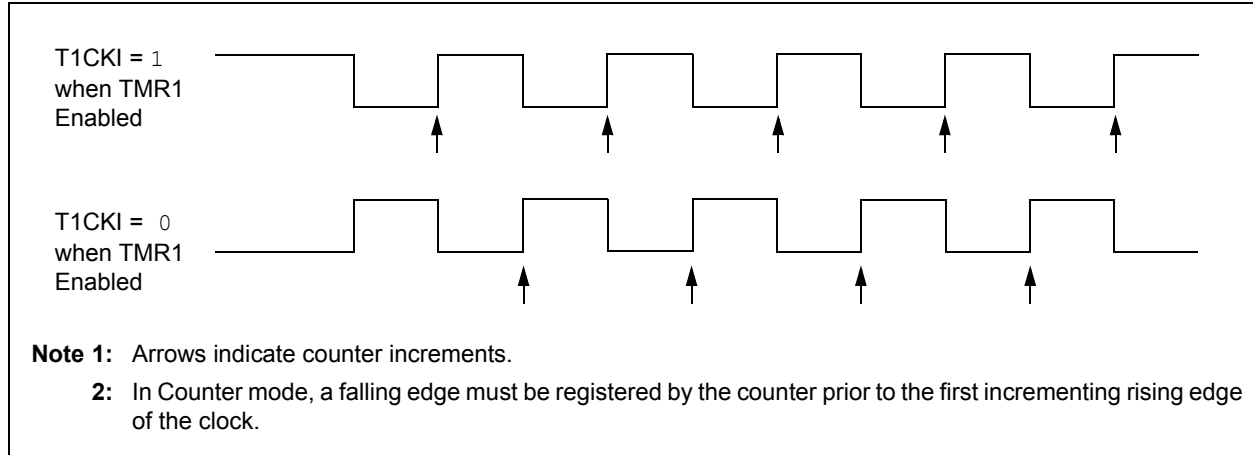 T1CKI = 1
when TMR1
Enabled
T1CKI = 0
when TMR1
Enabled
Note 1: Arrows indicate counter increments.
2: In Counter mode, a falling edge must be registered by the counter prior to the first incrementing rising edge
of the clock.